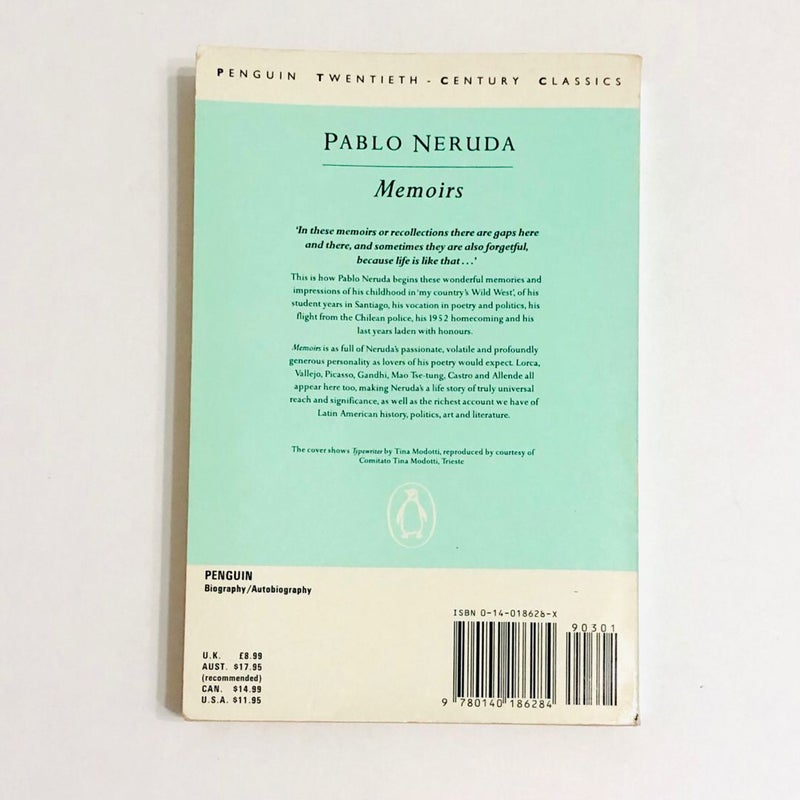 PENGUIN TWENTIETH-CENTURY CLASSICS
PABLO NERUDA
Memoirs
'In these memoirs or recollections there are gaps here
and there, and sometimes they are also forgetful,
because life is like that...'
This is how Pablo Neruda begins these wonderful memories and
impressions of his childhood in 'my country's Wild West', of his
student years in Santiago, his vocation in poetry and politics, his
flight from the Chilean police, his 1952 homecoming and his
last years laden with honours.
Memoirs is as full of Neruda's passionate, volatile and profoundly
generous personality as lovers of his poetry would expect. Lorca,
Vallejo, Picasso, Gandhi, Mao Tse-tung, Castro and Allende all
appear here too, making Neruda's a life story of truly universal
reach and significance, as well as the richest account we have of
Latin American history, politics, art and literature.
The cover shows Typewriter by Tina Modotti, reproduced by courtesy of
Comitato Tina Modotti, Trieste
PENGUIN
Biography/Autobiography
U.K. £8.99
AUST. $17.95
(recommended)
CAN. $14.99
U.S.A. $11.95
ISBN 0-14-018628-X
90301
9 780140 186284